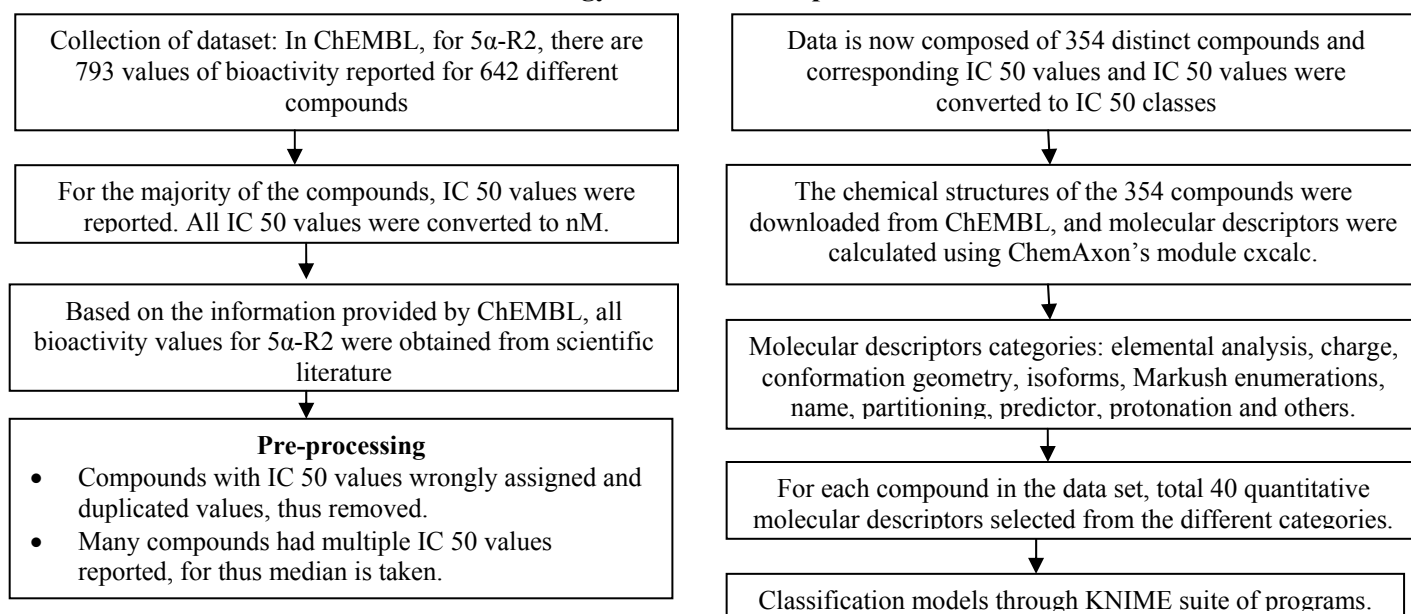 Collection of dataset: In ChEMBL, for 5α-R2, there are
793 values of bioactivity reported for 642 different
compounds
For the majority of the compounds, IC 50 values were
reported. All IC 50 values were converted to nM.
Based on the information provided by ChEMBL, all
bioactivity values for 5α-R2 were obtained from scientific
literature
Pre-processing
• Compounds with IC 50 values wrongly assigned and
duplicated values, thus removed.
• Many compounds had multiple IC 50 values
reported, for thus median is taken.
Data is now composed of 354 distinct compounds and
corresponding IC 50 values and IC 50 values were
converted to IC 50 classes
The chemical structures of the 354 compounds were
downloaded from ChEMBL, and molecular descriptors were
calculated using ChemAxon’s module cxcalc.
Molecular descriptors categories: elemental analysis, charge,
conformation geometry, isoforms, Markush enumerations,
name, partitioning, predictor, protonation and others.
For each compound in the data set, total 40 quantitative
molecular descriptors selected from the different categories.
Classification models through KNIME suite of programs.